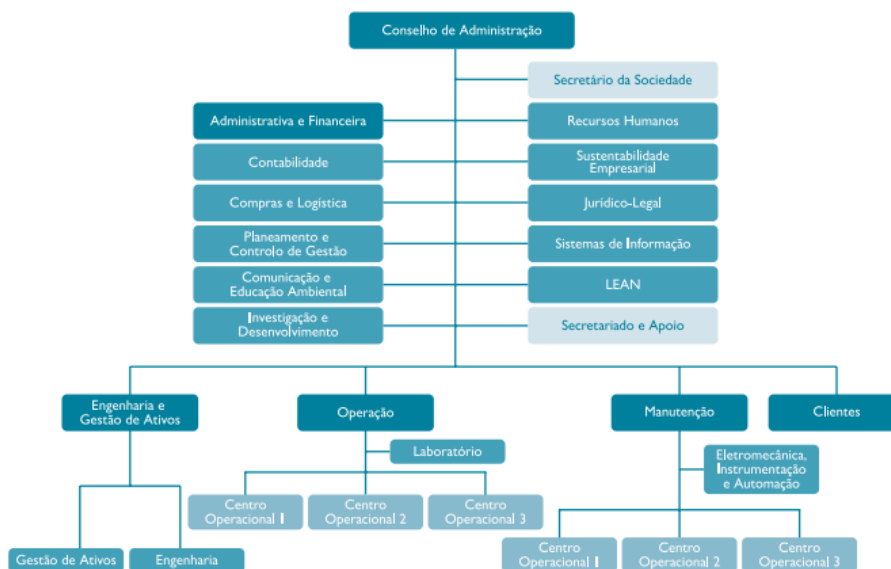 Conselho de Administração
Secretário da Sociedade
Administrativa e Financeira
Recursos Humanos
Contabilidade
Sustentabilidade
Empresarial
Compras e Logística
Jurídico-Legal
Planeamento e
Controlo de Gestão
Sistemas de Informação
Comunicação e
Educação Ambiental
LEAN
Investigação e
Desenvolvimento
Secretariado e Apoio
Engenharia e
Gestão de Ativos
Operação
Manutenção
Clientes
Laboratório
Eletromecânica,
Instrumentação
e Automação
Centro
Operacional 1
Centro
Operacional 2
Centro
Operacional 3
Gestão de Ativos
Engenharia
Centro
Operacional 1
Centro
Operacional 2
Centro
Operacional 3